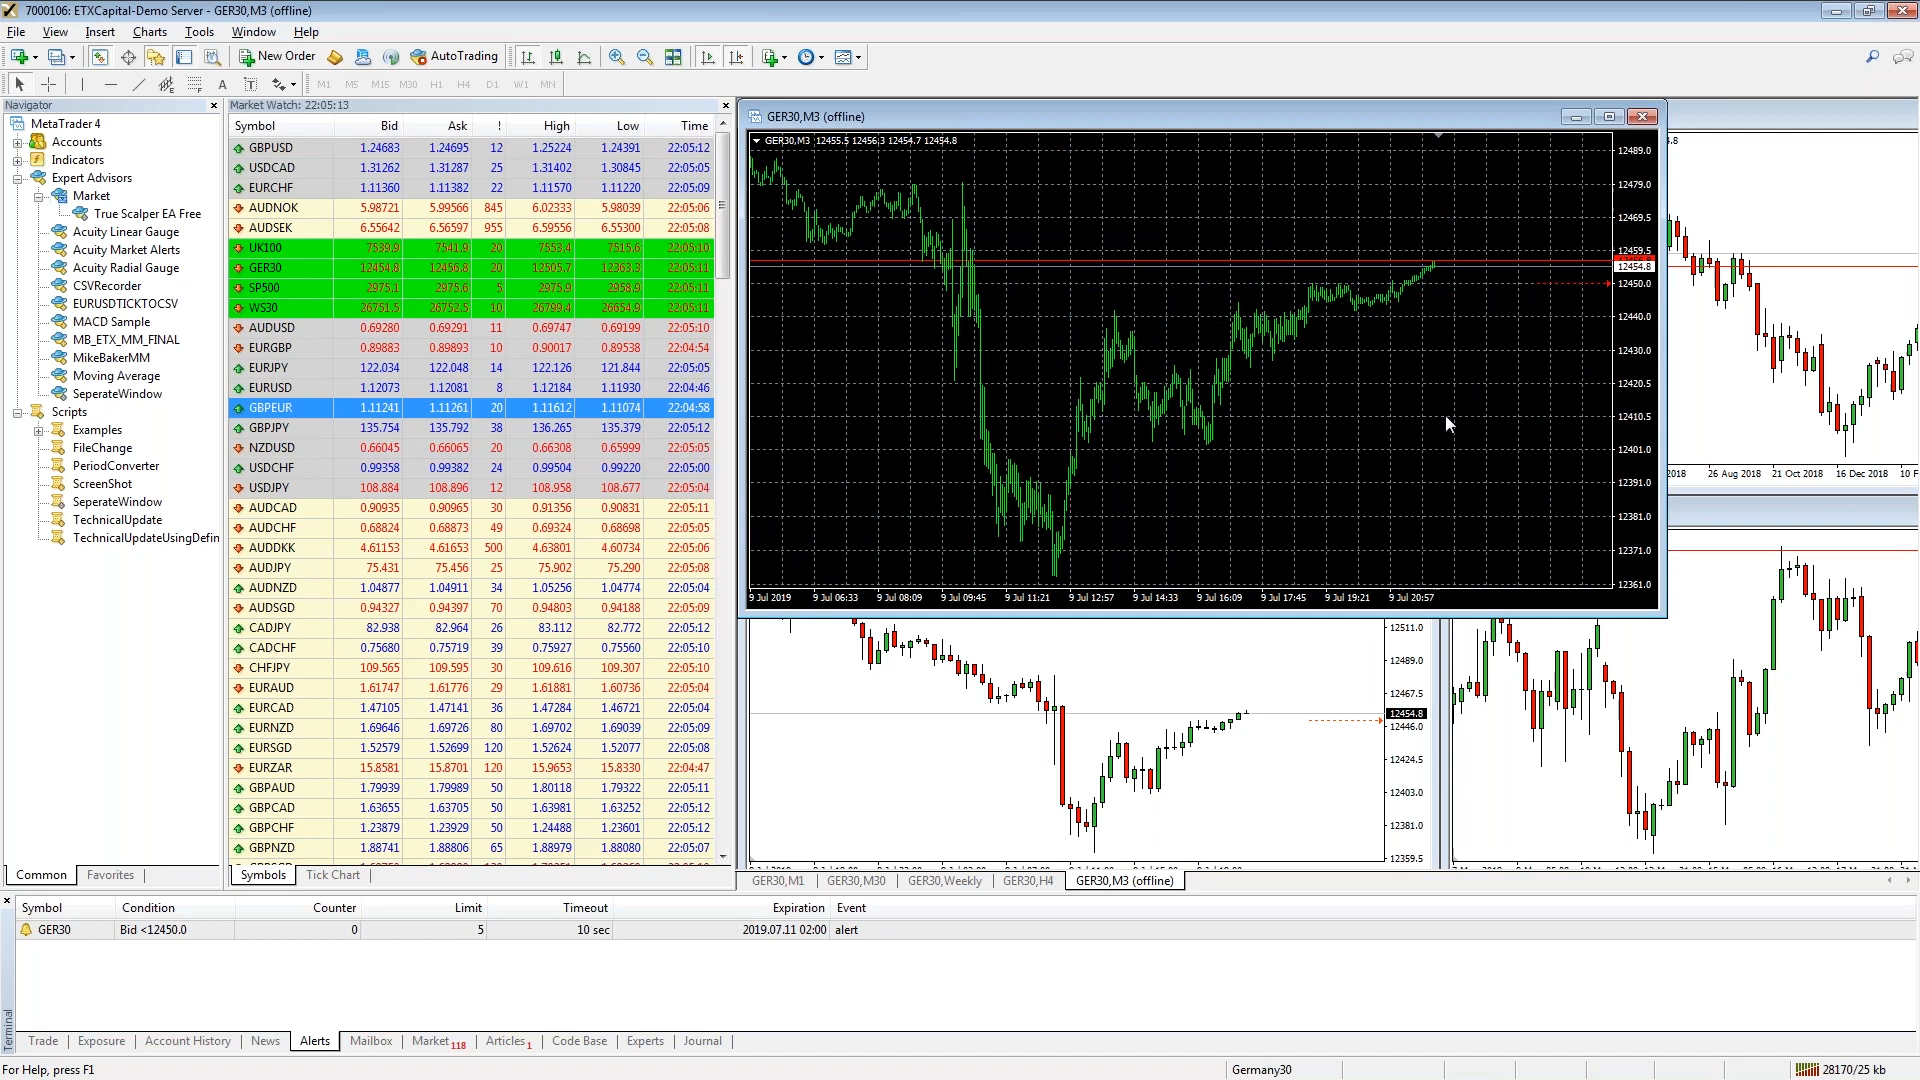 7000106: ETXCapital-Demo Server - GER30,M3 (offline)
File View Insert Charts Tools Window Help
New Order AutoTrading
A T M1 M5 M15 M30 H1 H4 D1 W1 MN
Navigator
MetaTrader 4
Accounts
Indicators
Expert Advisors
Market
True Scalper EA Free
Acuity Linear Gauge
Acuity Market Alerts
Acuity Radial Gauge
CSVRecorder
EURUSDTICKTOCSV
MACD Sample
MB_ETX_MM_FINAL
MikeBakerMM
Moving Average
SeperateWindow
Scripts
Examples
FileChange
PeriodConverter
ScreenShot
SeperateWindow
TechnicalUpdate
TechnicalUpdateUsingDefin
Common Favorites
Market Watch: 22:05:13
Symbol Bid Ask ! High Low Time
GBPUSD 1.24683 1.24695 12 1.25224 1.24391 22:05:12
USDCAD 1.31262 1.31287 25 1.31402 1.30845 22:05:05
EURCHF 1.11360 1.11382 22 1.11570 1.11220 22:05:09
AUDNOK 5.98721 5.99566 845 6.02333 5.98039 22:05:06
AUDSEK 6.55642 6.56597 955 6.59556 6.55300 22:05:08
UK100 7539.9 7541.9 20 7553.4 7515.6 22:05:10
GER30 12454.8 12456.8 20 12505.7 12363.3 22:05:11
SP500 2975.1 2975.6 5 2975.9 2958.9 22:05:11
WS30 26751.5 26752.5 10 26799.4 26654.9 22:05:11
AUDUSD 0.69280 0.69291 11 0.69747 0.69199 22:05:10
EURGBP 0.89883 0.89893 10 0.90017 0.89538 22:04:54
EURJPY 122.034 122.048 14 122.126 121.844 22:05:05
EURUSD 1.12073 1.12081 8 1.12184 1.11930 22:04:46
GBPEUR 1.11241 1.11261 20 1.11612 1.11074 22:04:58
GBPJPY 135.754 135.792 38 136.265 135.379 22:05:12
NZDUSD 0.66045 0.66065 20 0.66308 0.65999 22:05:05
USDCHF 0.99358 0.99382 24 0.99504 0.99220 22:05:00
USDJPY 108.884 108.896 12 108.958 108.677 22:05:04
AUDCAD 0.90935 0.90965 30 0.91356 0.90831 22:05:11
AUDCHF 0.68824 0.68873 49 0.69324 0.68698 22:05:05
AUDDKK 4.61153 4.61653 500 4.63801 4.60734 22:05:06
AUDJPY 75.431 75.456 25 75.902 75.290 22:05:08
AUDNZD 1.04877 1.04911 34 1.05256 1.04774 22:05:04
AUDSGD 0.94327 0.94397 70 0.94803 0.94188 22:05:09
CADJPY 82.938 82.964 26 83.112 82.772 22:05:12
CADCHF 0.75680 0.75719 39 0.75927 0.75560 22:05:10
CHFJPY 109.565 109.595 30 109.616 109.307 22:05:10
EURAUD 1.61747 1.61776 29 1.61881 1.60736 22:05:04
EURCAD 1.47105 1.47141 36 1.47284 1.46721 22:05:04
EURNZD 1.69646 1.69726 80 1.69702 1.69039 22:05:09
EURSGD 1.52579 1.52699 120 1.52624 1.52077 22:05:08
EURZAR 15.8581 15.8701 120 15.9653 15.8330 22:04:47
GBPAUD 1.79939 1.79989 50 1.80118 1.79322 22:05:11
GBPCAD 1.63655 1.63705 50 1.63981 1.63252 22:05:12
GBPCHF 1.23879 1.23929 50 1.24488 1.23601 22:05:12
GBPNZD 1.88741 1.88806 65 1.88979 1.88080 22:05:07
Symbols Tick Chart
GER30,M3 (offline)
GER30,M3 12455.5 12456.3 12454.7 12454.8
12489.0
12479.0
12469.5
12459.5
12454.8
12450.0
12440.0
12430.0
12420.5
12410.5
12401.0
12391.0
12381.0
12371.0
12361.0
9 Jul 2019 9 Jul 06:33 9 Jul 08:09 9 Jul 09:45 9 Jul 11:21 9 Jul 12:57 9 Jul 14:33 9 Jul 16:09 9 Jul 17:45 9 Jul 19:21 9 Jul 20:57
2018 26 Aug 2018 21 Oct 2018 16 Dec 2018 10 F
12511.0
12489.0
12467.5
12454.8
12446.0
12424.5
12403.0
12381.0
12359.5
GER30,M1 GER30,M30 GER30,Weekly GER30,H4 GER30,M3 (offline)
Symbol Condition Counter Limit Timeout Expiration Event
GER30 Bid <12450.0 0 5 10 sec 2019.07.11 02:00 alert
Terminal
Trade Exposure Account History News Alerts Mailbox Market 118 Articles 1 Code Base Experts Journal
For Help, press F1 Germany30 28170/25 kb